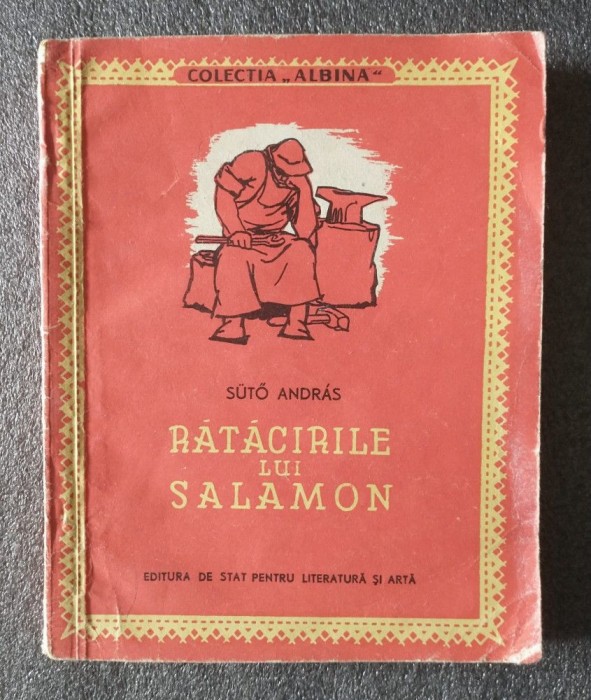 COLECTIA „ALBINA“
SÜTŐ ANDRÁS
RĂTĂCIRILE
LUI
SALAMON
EDITURA DE STAT PENTRU LITERATURĂ ȘI ARTĂ